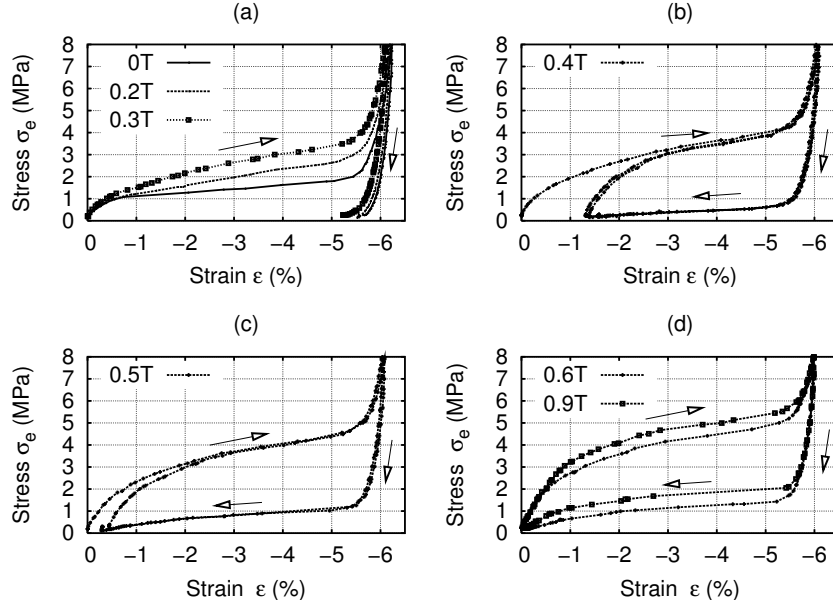 (a)
Stress σe (MPa)
8
7
6
5
4
3
2
1
0
0T
0.2T
0.3T
0 −1 −2 −3 −4 −5 −6
Strain ε (%)
(b)
Stress σe (MPa)
8
7
6
5
4
3
2
1
0
0.4T
0 −1 −2 −3 −4 −5 −6
Strain ε (%)
(c)
Stress σe (MPa)
8
7
6
5
4
3
2
1
0
0.5T
0 −1 −2 −3 −4 −5 −6
Strain ε (%)
(d)
Stress σe (MPa)
8
7
6
5
4
3
2
1
0
0.6T
0.9T
0 −1 −2 −3 −4 −5 −6
Strain ε (%)